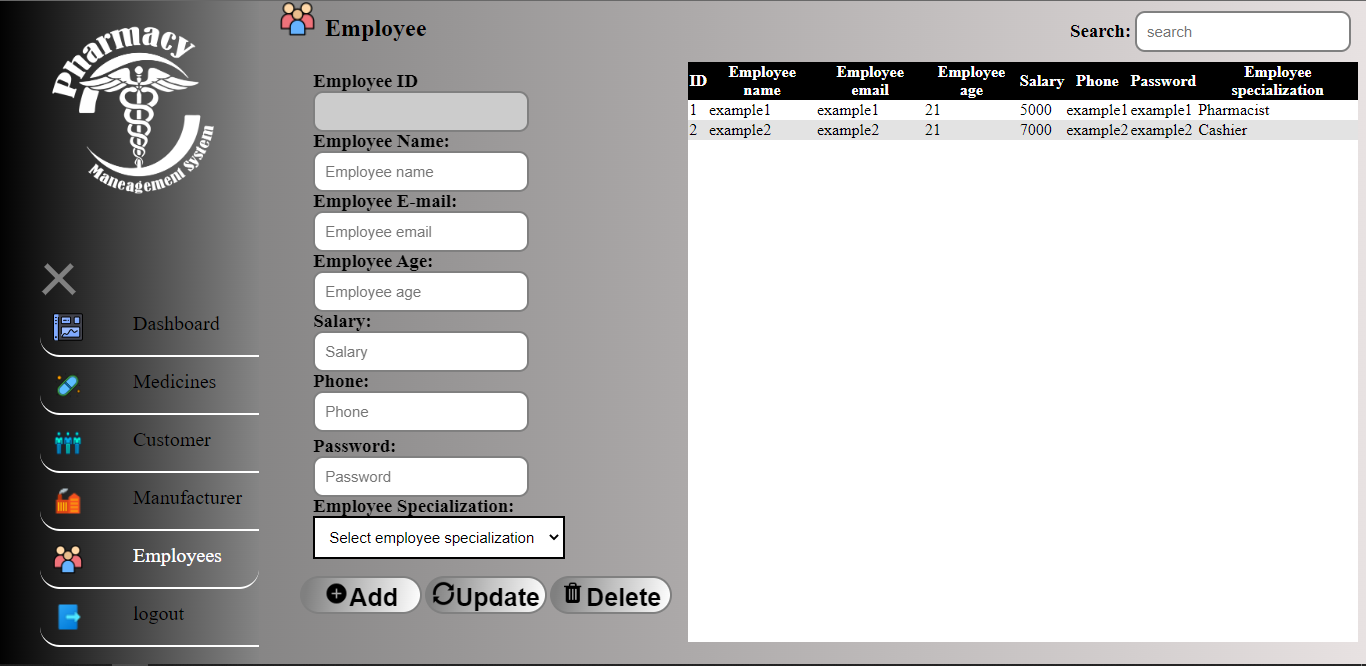 Pharmacy
Maneagement System
Dashboard
Medicines
Customer
Manufacturer
Employees
logout
Employee
Employee ID
Employee Name:
Employee name
Employee E-mail:
Employee email
Employee Age:
Employee age
Salary:
Salary
Phone:
Phone
Password:
Password
Employee Specialization:
Select employee specialization
Add Update Delete
Search: search
ID Employee name Employee email Employee age Salary Phone Password Employee specialization
1 example1 example1 21 5000 example1 example1 Pharmacist
2 example2 example2 21 7000 example2 example2 Cashier